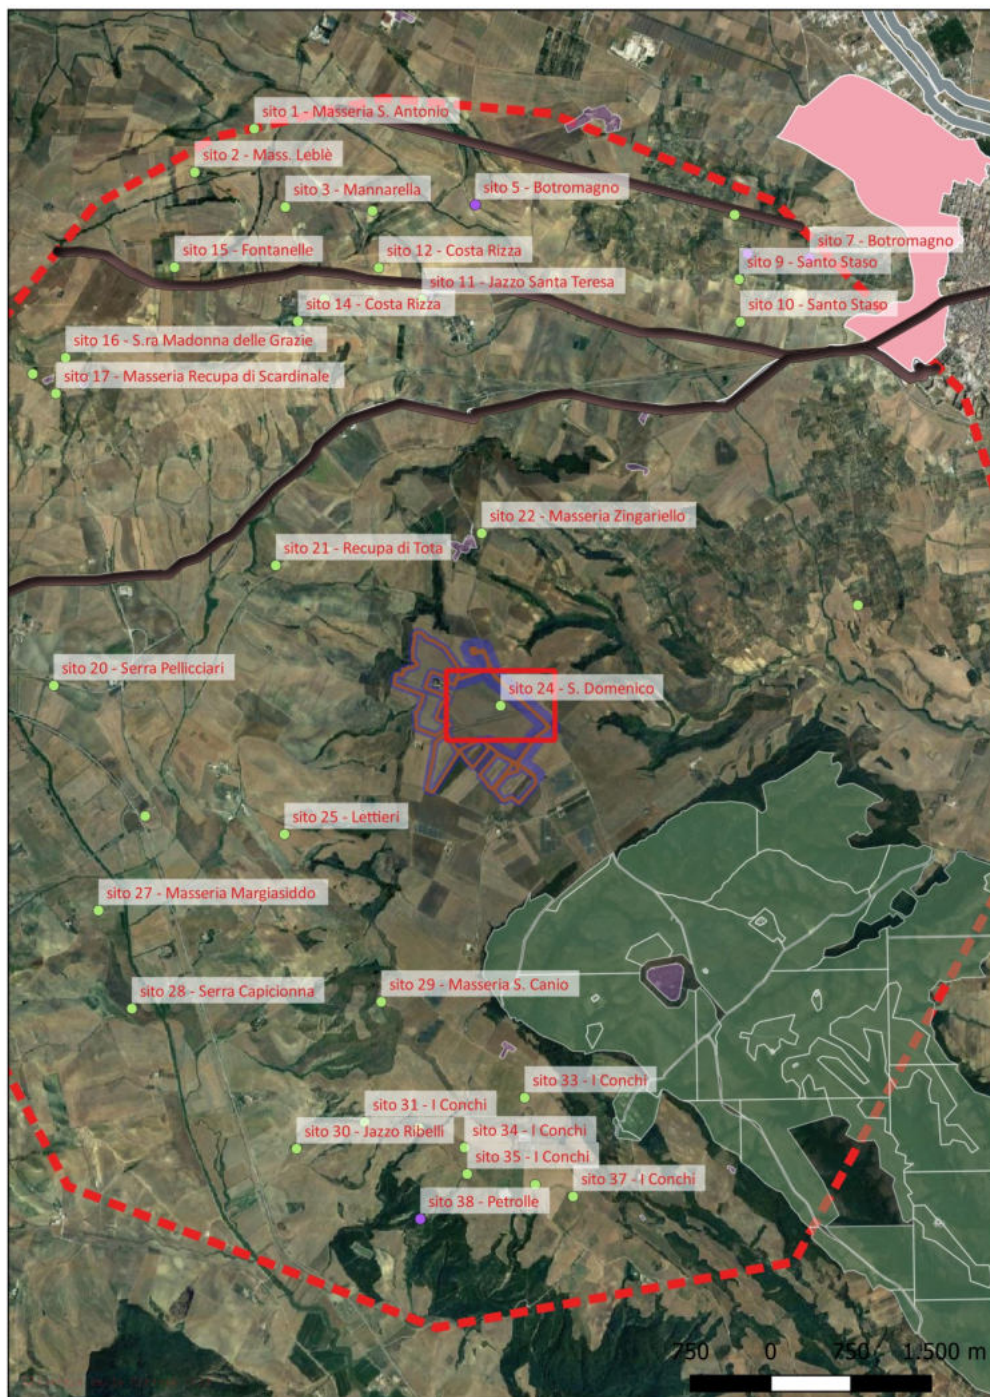 sito 1 - Masseria S. Antonio
sito 2 - Mass. Leblè
sito 3 - Mannarella
sito 5 - Botromagno
sito 7 - Botromagno
sito 15 - Fontanelle
sito 12 - Costa Rizza
sito 9 - Santo Staso
sito 11 - Jazzo Santa Teresa
sito 14 - Costa Rizza
sito 10 - Santo Staso
sito 16 - S.ra Madonna delle Grazie
sito 17 - Masseria Recupa di Scardinale
sito 22 - Masseria Zingariello
sito 21 - Recupa di Tota
sito 20 - Serra Pellicciari
sito 24 - S. Domenico
sito 25 - Lettieri
sito 27 - Masseria Margiasiddo
sito 29 - Masseria S. Canio
sito 28 - Serra Capicionna
sito 33 - I Conchi
sito 31 - I Conchi
sito 30 - Jazzo Ribelli
sito 34 - I Conchi
sito 35 - I Conchi
sito 37 - I Conchi
sito 38 - Petrolle
750 0 750 1.500 m